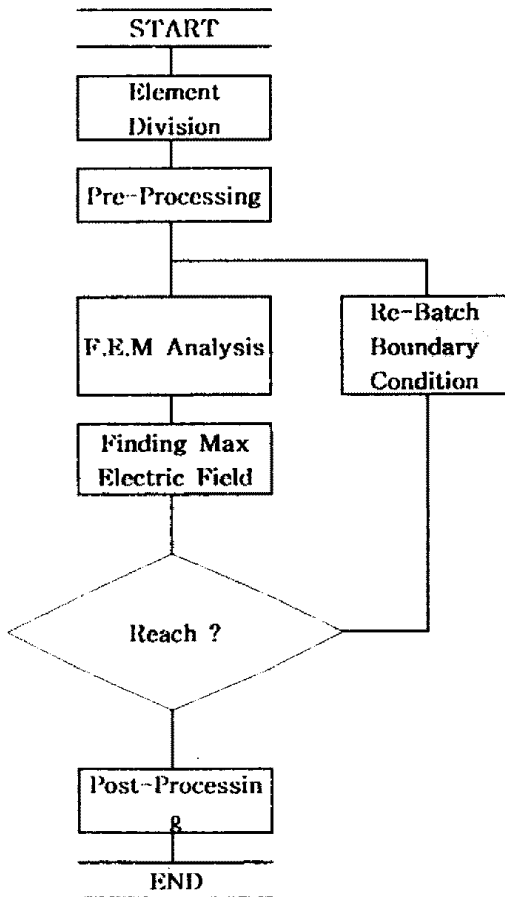 START
Element
Division
Pre-Processing
F.E.M Analysis
Re-Batch
Boundary
Condition
Finding Max
Electric Field
Reach ?
Post-Processin
g
END